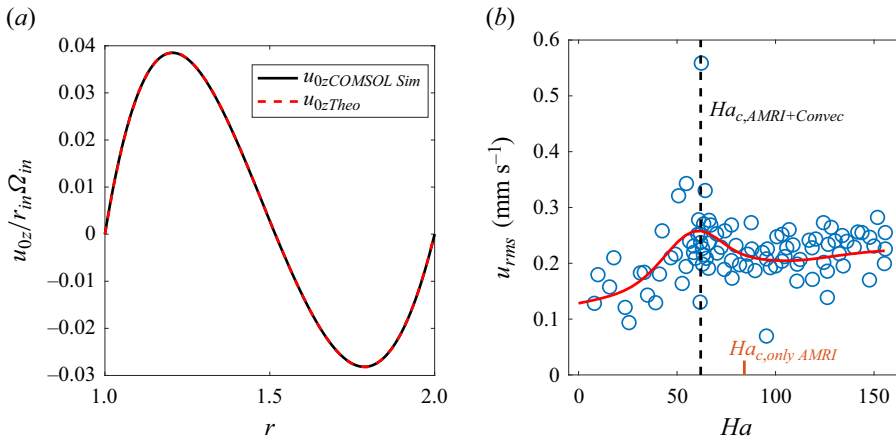 (a)
0.04
0.03
0.02
0.01
0
–0.01
–0.02
–0.03
u0z/rinΩin
u0zCOMSOL Sim
u0zTheo
1.0
1.5
2.0
r
(b)
0.6
0.5
0.4
0.3
0.2
0.1
0
urms (mm s–1)
Hac,AMRI+Convec
Hac,only AMRI
0
50
100
150
Ha